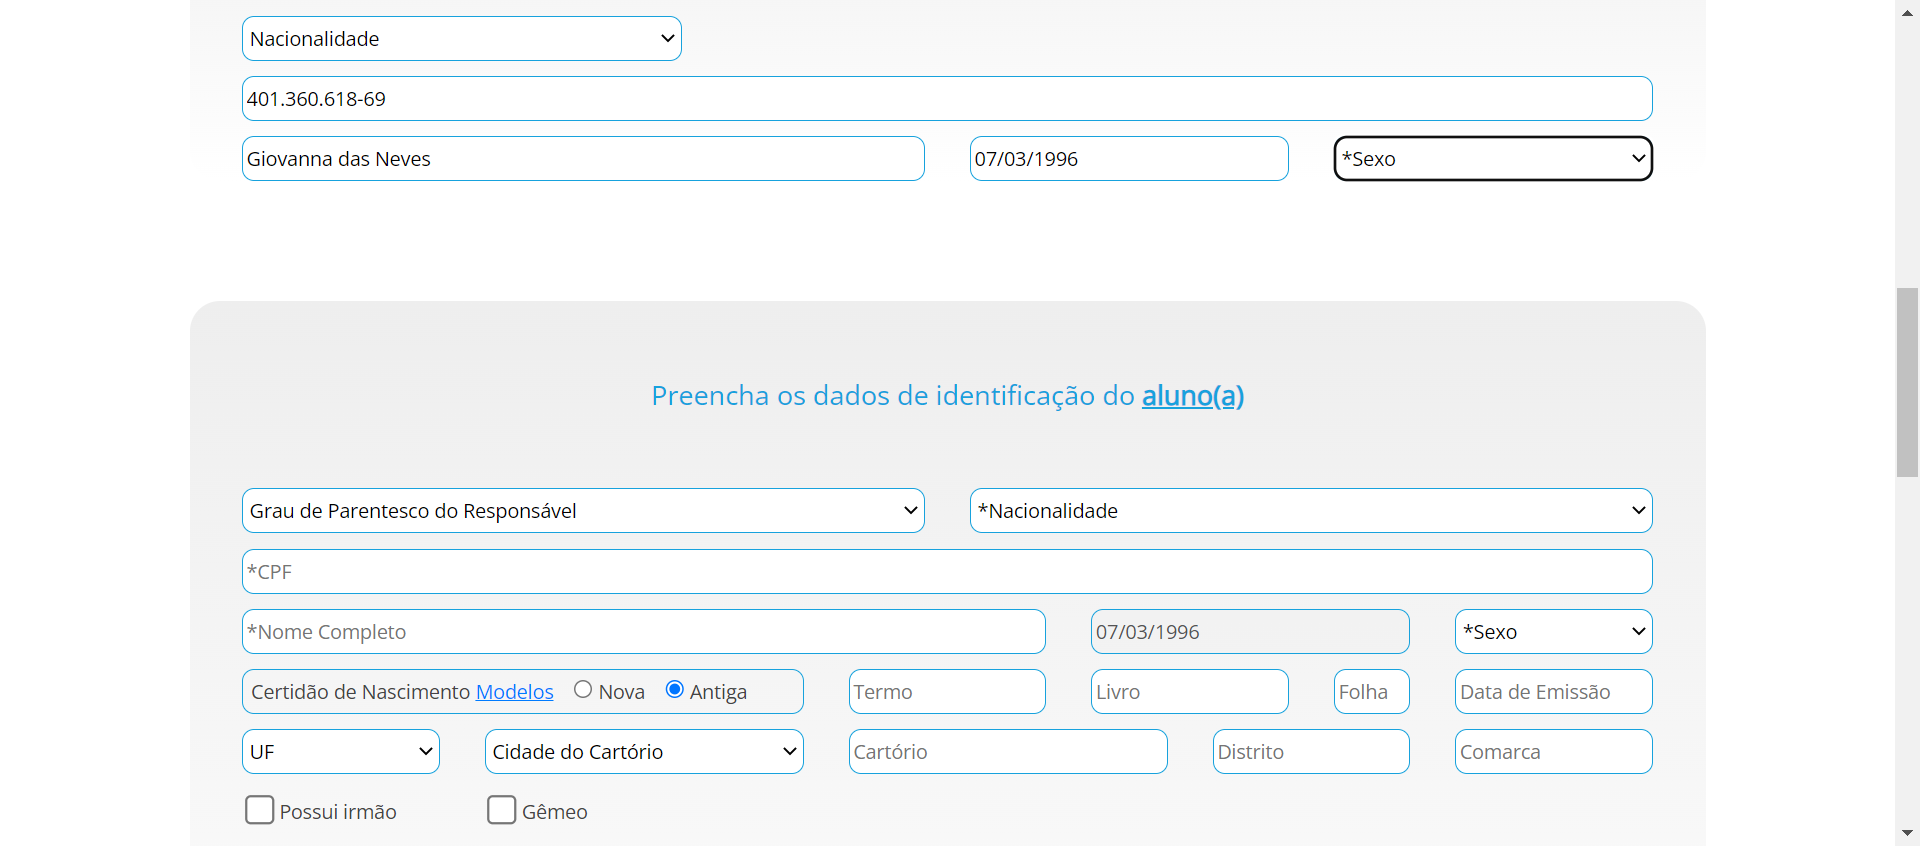 Nacionalidade
401.360.618-69
Giovanna das Neves 07/03/1996 *Sexo
Preencha os dados de identificação do aluno(a)
Grau de Parentesco do Responsável *Nacionalidade
*CPF
*Nome Completo 07/03/1996 *Sexo
Certidão de Nascimento Modelos Nova Antiga Termo Livro Folha Data de Emissão
UF Cidade do Cartório Cartório Distrito Comarca
Possui irmão Gêmeo